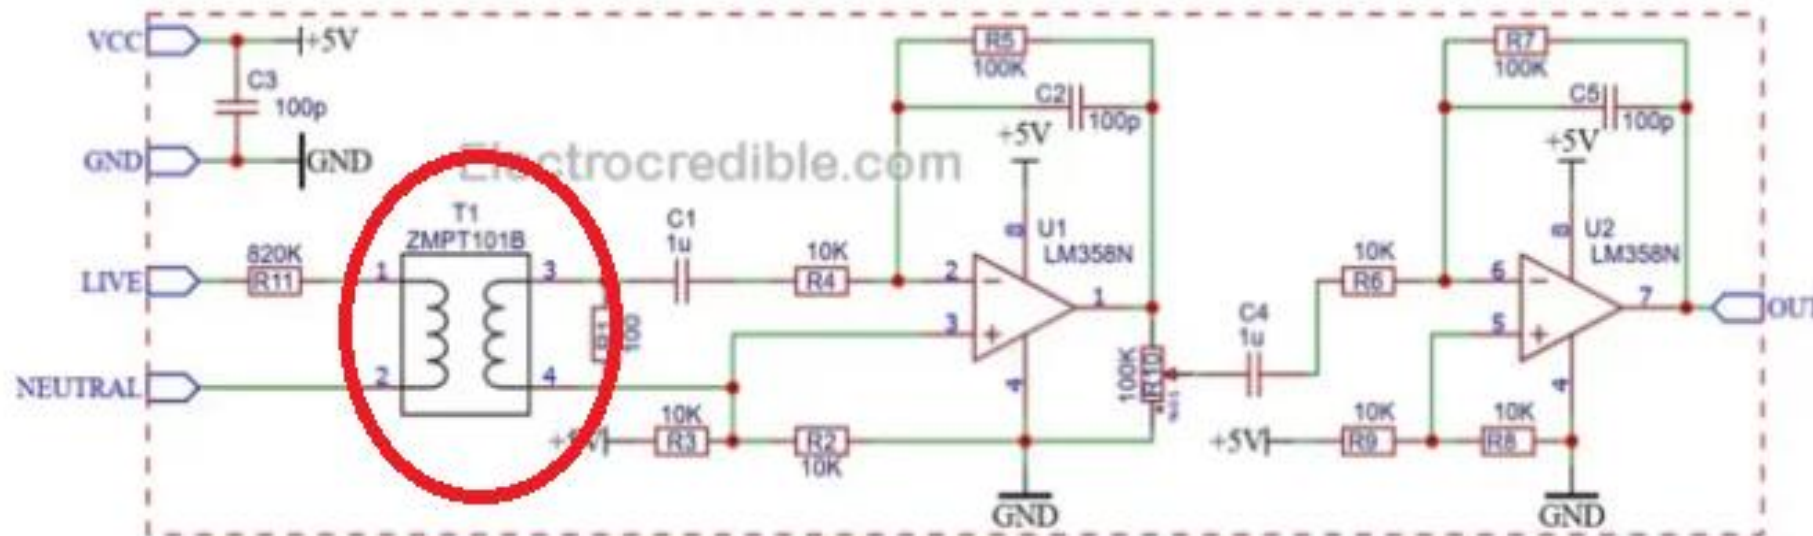 VCC
+5V
C3
100p
GND
GND
Electrocredible.com
T1
ZMPT101B
LIVE
820K
R11
1
3
NEUTRAL
2
4
C1
1u
10K
R4
R5
100K
C2
100p
+5V
8
U1
LM358N
2
3
1
4
10K
R3
R2
10K
GND
100K
R10
C4
1u
10K
R6
R7
100K
C5
100p
+5V
8
U2
LM358N
6
5
7
4
+5V
10K
R9
10K
R8
GND